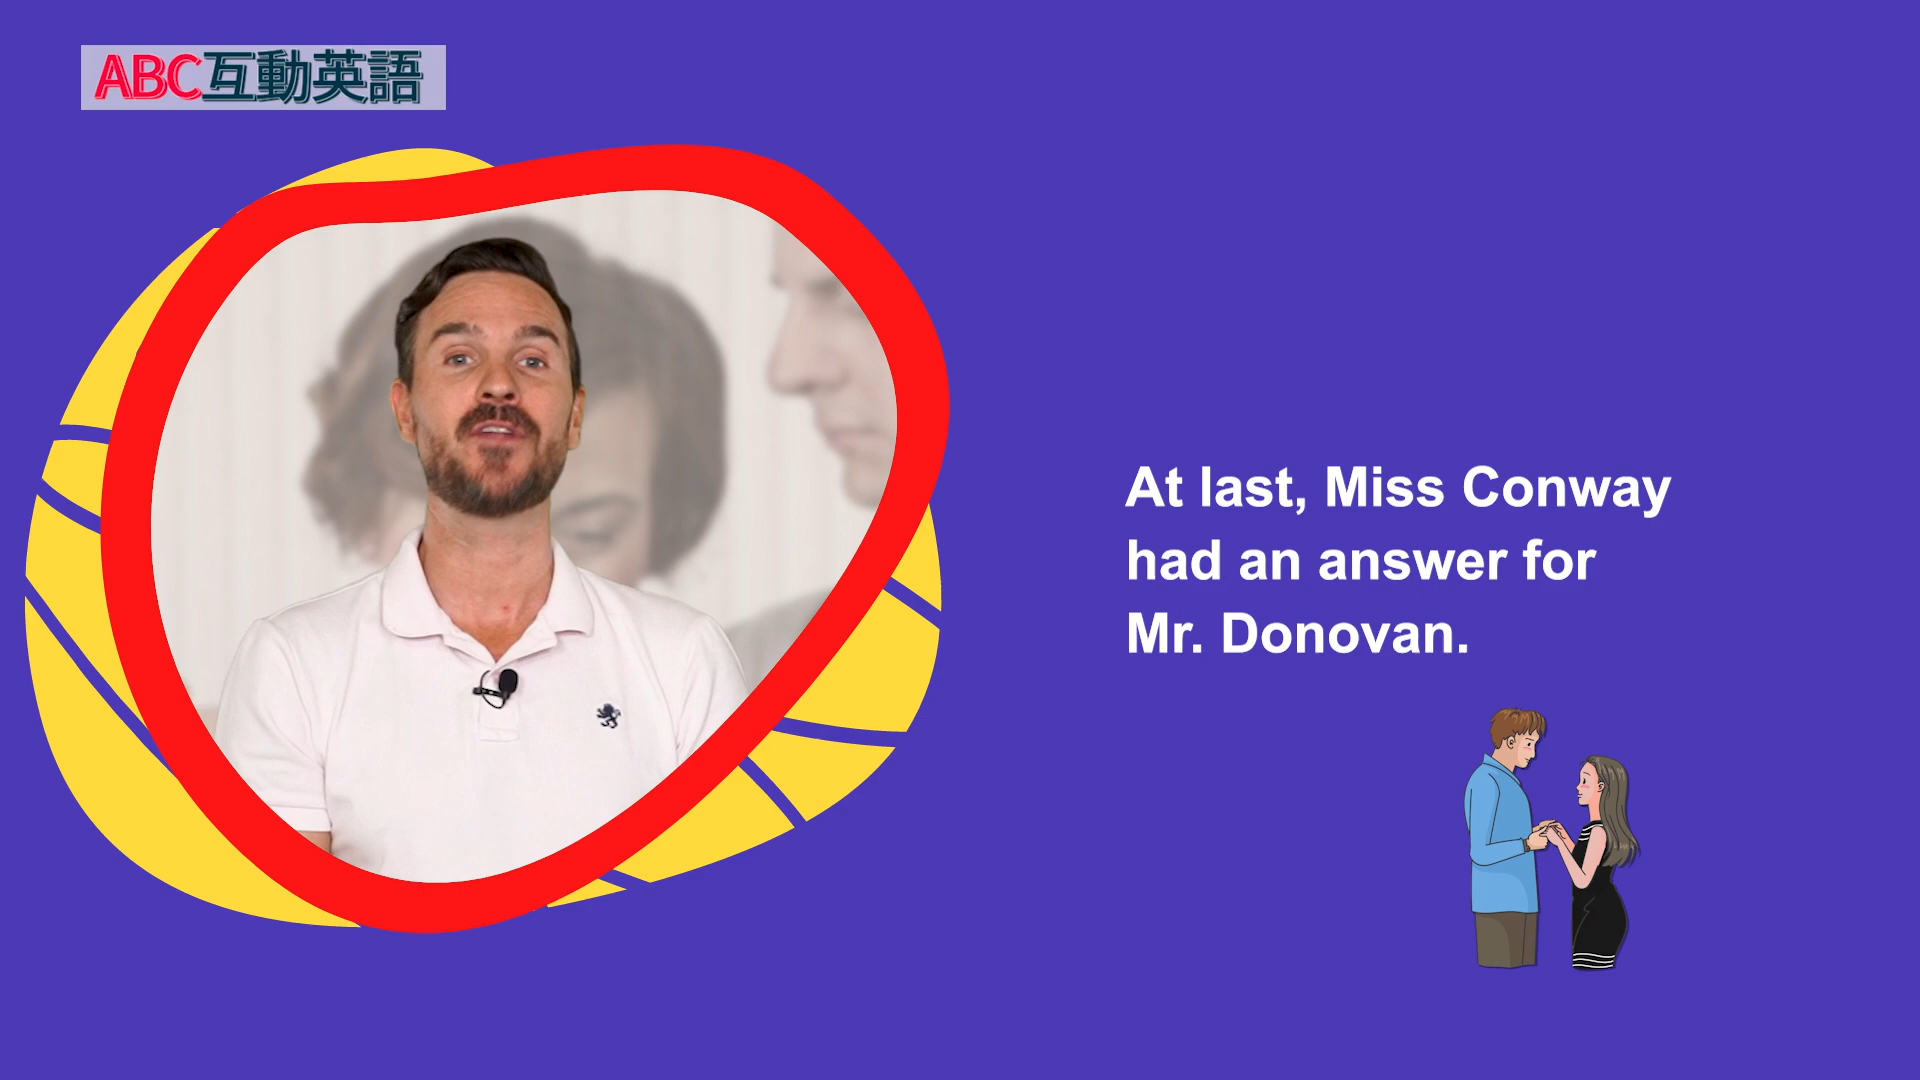 ABC互動英語
At last, Miss Conway
had an answer for
Mr. Donovan.